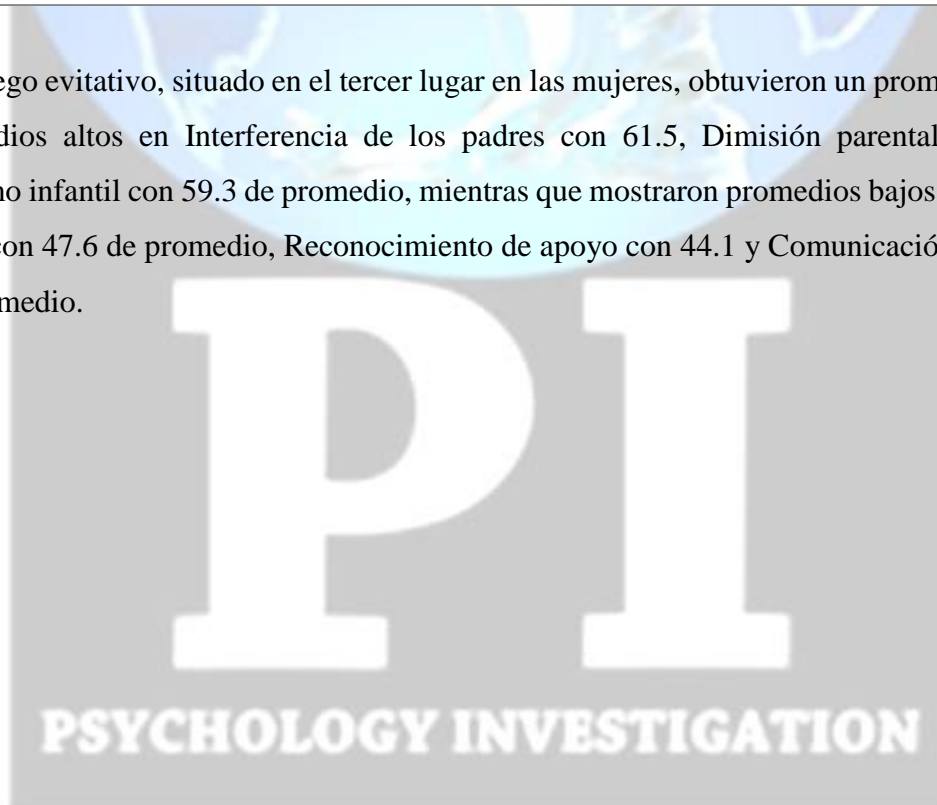 ego evitativo, situado en el tercer lugar en las mujeres, obtuvieron un prom
dios altos en Interferencia de los padres con 61.5, Dimisión parental
no infantil con 59.3 de promedio, mientras que mostraron promedios bajos
con 47.6 de promedio, Reconocimiento de apoyo con 44.1 y Comunicació
medio.
PI
PSYCHOLOGY INVESTIGATION